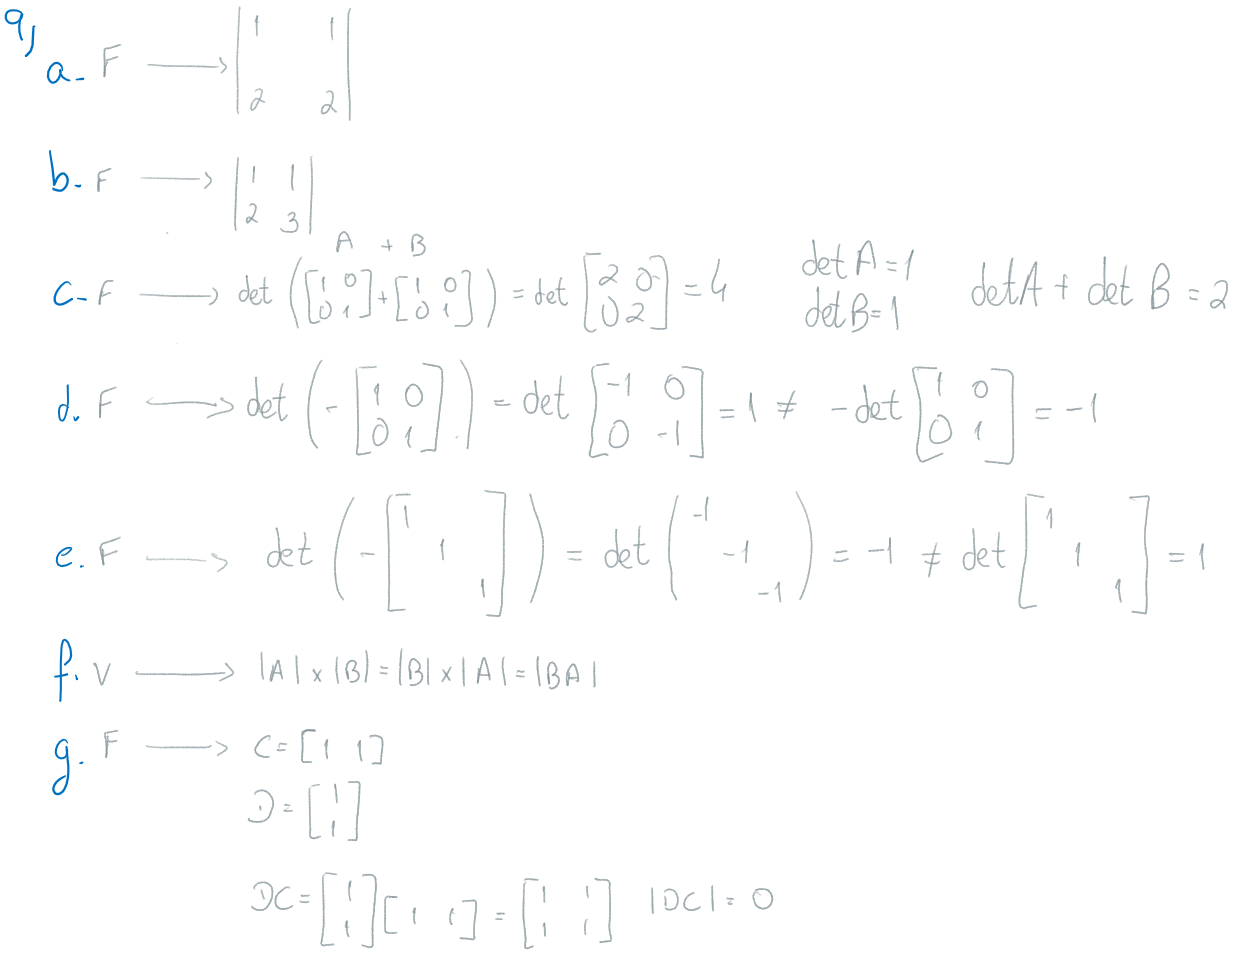 9)
a- F → | 1 1 |
| 2 2 |
b- F → | 1 1 |
| 2 3 |
A + B
c- F → det ( [ 1 0 ] + [ 1 0 ] ) = det [ 2 0 ] = 4 det A = 1 det A + det B = 2
[ 0 1 ] [ 0 1 ] [ 0 2 ] det B = 1
d. F → det ( - [ 1 0 ] ) = det [ -1 0 ] = 1 ≠ - det [ 1 0 ] = -1
[ 0 1 ] [ 0 -1 ] [ 0 1 ]
e. F → det ( - [ 1 ] ) = det ( -1 ) = -1 ≠ det [ 1 ] = 1
1 -1 1
1 -1 1
f. V → |A| x |B| = |B| x |A| = |BA|
g. F → C = [ 1 1 ]
D = [ 1 ]
[ 1 ]
DC = [ 1 ] [ 1 1 ] = [ 1 1 ] |DC| = 0
[ 1 ] [ 1 1 ]